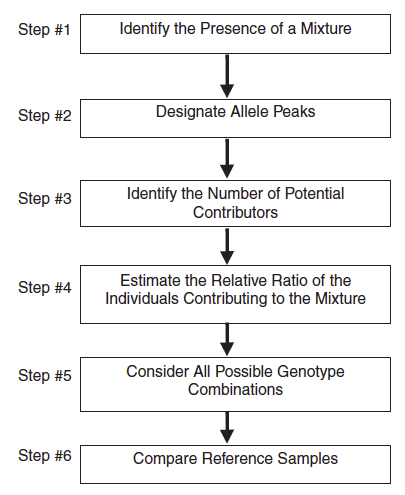 Step #1
Identify the Presence of a Mixture
Step #2
Designate Allele Peaks
Step #3
Identify the Number of Potential
Contributors
Step #4
Estimate the Relative Ratio of the
Individuals Contributing to the Mixture
Step #5
Consider All Possible Genotype
Combinations
Step #6
Compare Reference Samples